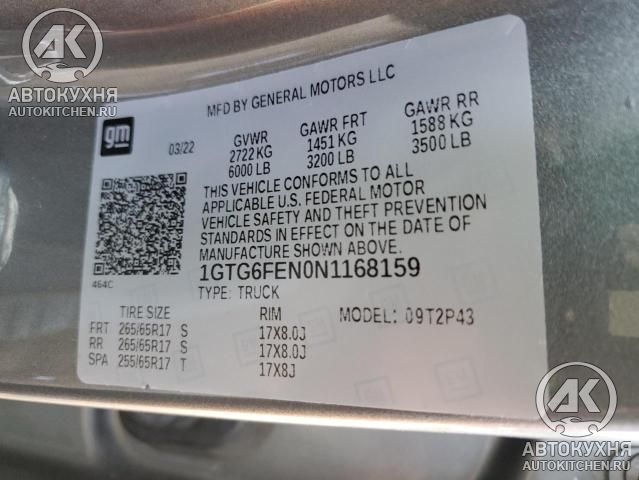 АК
АВТОКУХНЯ
AUTOKITCHEN.RU
MFD BY GENERAL MOTORS LLC
gm
03/22
GVWR GAWR FRT GAWR RR
2722 KG 1451 KG 1588 KG
6000 LB 3200 LB 3500 LB
THIS VEHICLE CONFORMS TO ALL
APPLICABLE U.S. FEDERAL MOTOR
VEHICLE SAFETY AND THEFT PREVENTION
STANDARDS IN EFFECT ON THE DATE OF
MANUFACTURE SHOWN ABOVE.
464C
1GTG6FEN0N1168159
TYPE: TRUCK
TIRE SIZE RIM MODEL: 09T2P43
FRT 265/65R17 S 17X8.0J
RR 265/65R17 S 17X8.0J
SPA 255/65R17 T 17X8J
АК
АВТОКУХНЯ
AUTOKITCHEN.RU